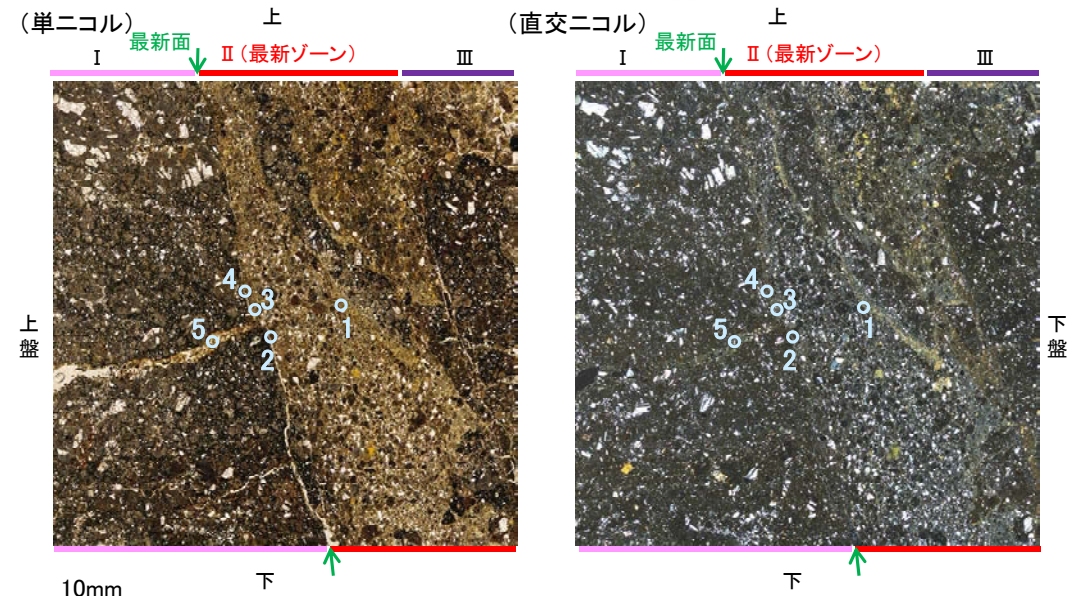 (単ニコル)
上
最新面
Ⅰ
Ⅱ(最新ゾーン)
Ⅲ
上盤
4
3
5
1
2
10mm
下
(直交ニコル)
上
最新面
Ⅰ
Ⅱ(最新ゾーン)
Ⅲ
4
3
5
1
2
下盤
下